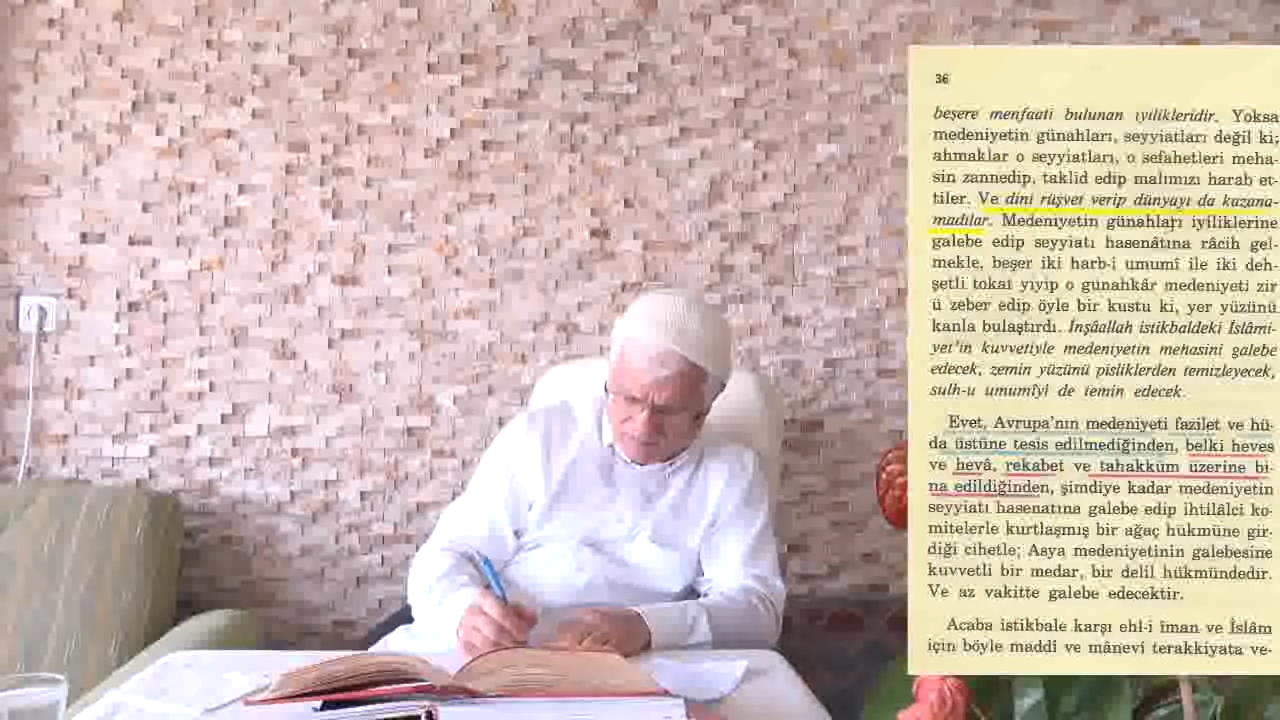 36
beşere menfaati bulunan iyilikleridir. Yoksa
medeniyetin günahları, seyyiatları değil ki,
ahmaklar o seyyiatları, o sefahetleri meha-
sin zannedip, taklid edip malımızı harab et-
tiler. Ve dini rüşvet verip dünyayı da kazana-
madılar. Medeniyetin günahları iyiliklerine
galebe edip seyyiatı hasenâtına râcih gel-
mekle, beşer iki harb-i umumî ile iki deh-
şetli tokat yiyip o günahkâr medeniyeti zir
ü zeber edip öyle bir kustu ki, yer yüzünü
kanla bulaştırdı. İnşâallah istikbaldeki İslâmi-
yet'in kuvvetiyle medeniyetin mehasini galebe
edecek, zemin yüzünü pisliklerden temizleyecek,
sulh-u umumîyi de temin edecek.
Evet, Avrupa'nın medeniyeti fazilet ve hü-
da üstüne tesis edilmediğinden, belki heves
ve hevâ, rekabet ve tahakküm üzerine bi-
na edildiğinden, şimdiye kadar medeniyetin
seyyiatı hasenatına galebe edip ihtilâlci ko-
mitelerle kurtlaşmış bir ağaç hükmüne gir-
diği cihetle; Asya medeniyetinin galebesine
kuvvetli bir medar, bir delil hükmündedir.
Ve az vakitte galebe edecektir.
Acaba istikbale karşı ehl-i îman ve İslâm
için böyle maddî ve mânevî terakkiyata ve-